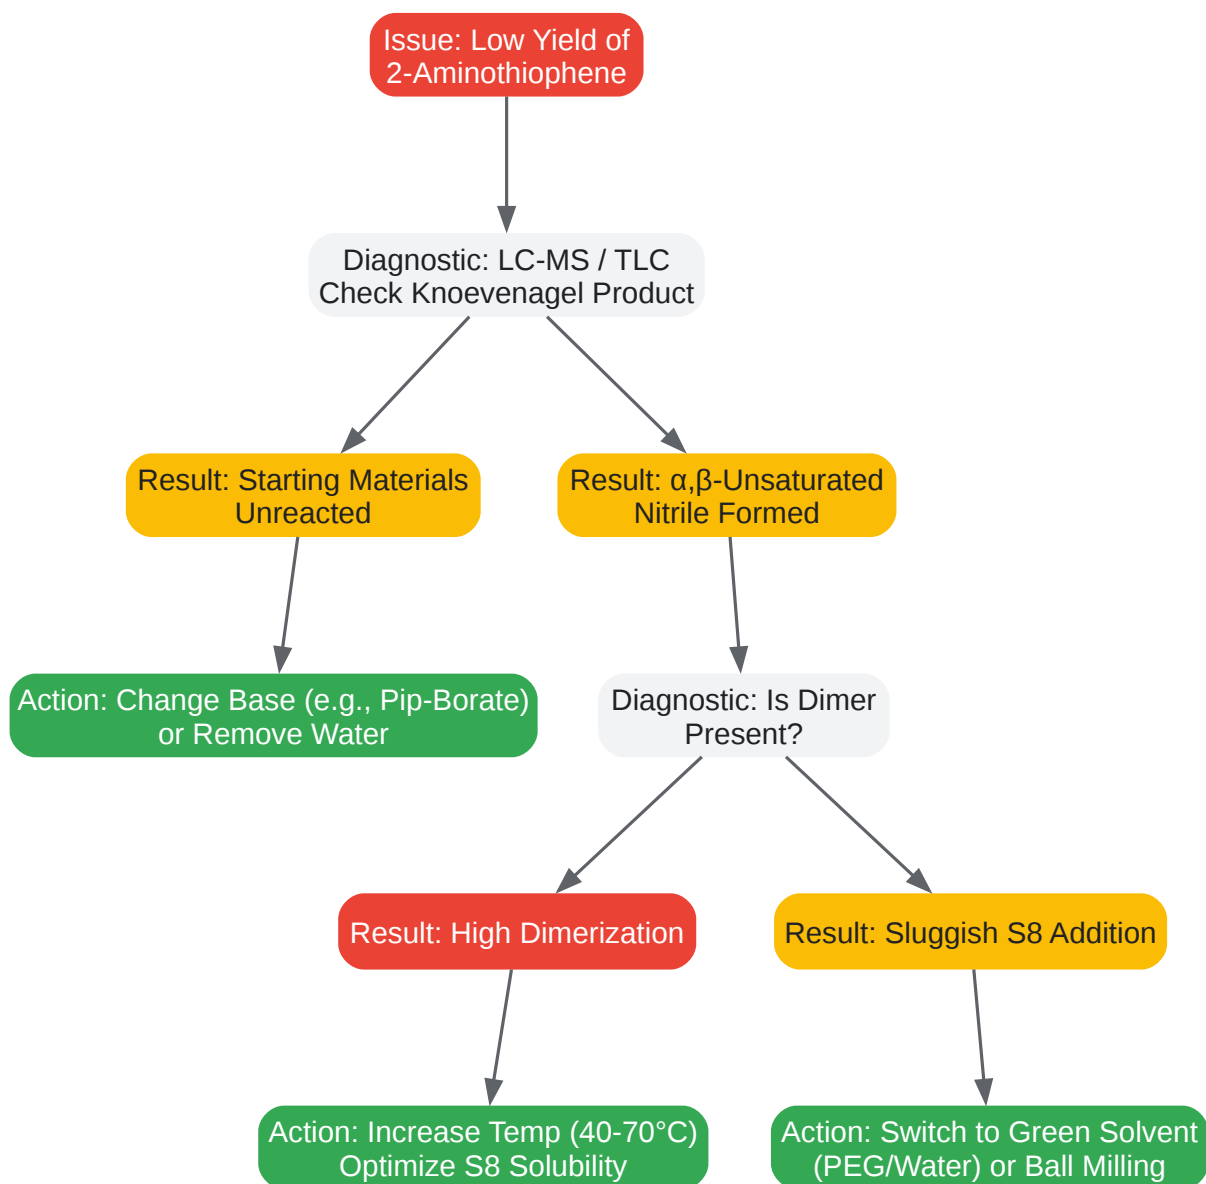 Issue: Low Yield of
2-Aminothiophene
Diagnostic: LC-MS / TLC
Check Knoevenagel Product
Result: Starting Materials
Unreacted
Result: α,β-Unsaturated
Nitrile Formed
Action: Change Base (e.g., Pip-Borate)
or Remove Water
Diagnostic: Is Dimer
Present?
Result: High Dimerization
Result: Sluggish S8 Addition
Action: Increase Temp (40-70°C)
Optimize S8 Solubility
Action: Switch to Green Solvent
(PEG/Water) or Ball Milling